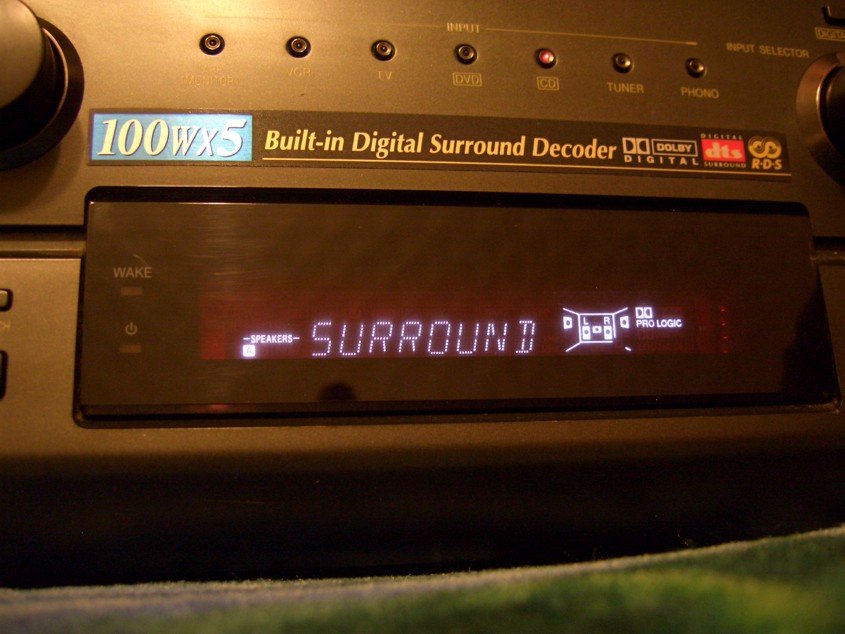 INPUT
MONITOR VCR TV DVD CD TUNER PHONO
INPUT SELECTOR
100WX5 Built-in Digital Surround Decoder
DOLBY
DIGITAL
DIGITAL
dts
SURROUND
R·D·S
WAKE
-SPEAKERS-
A
SURROUND
L R
PRO LOGIC